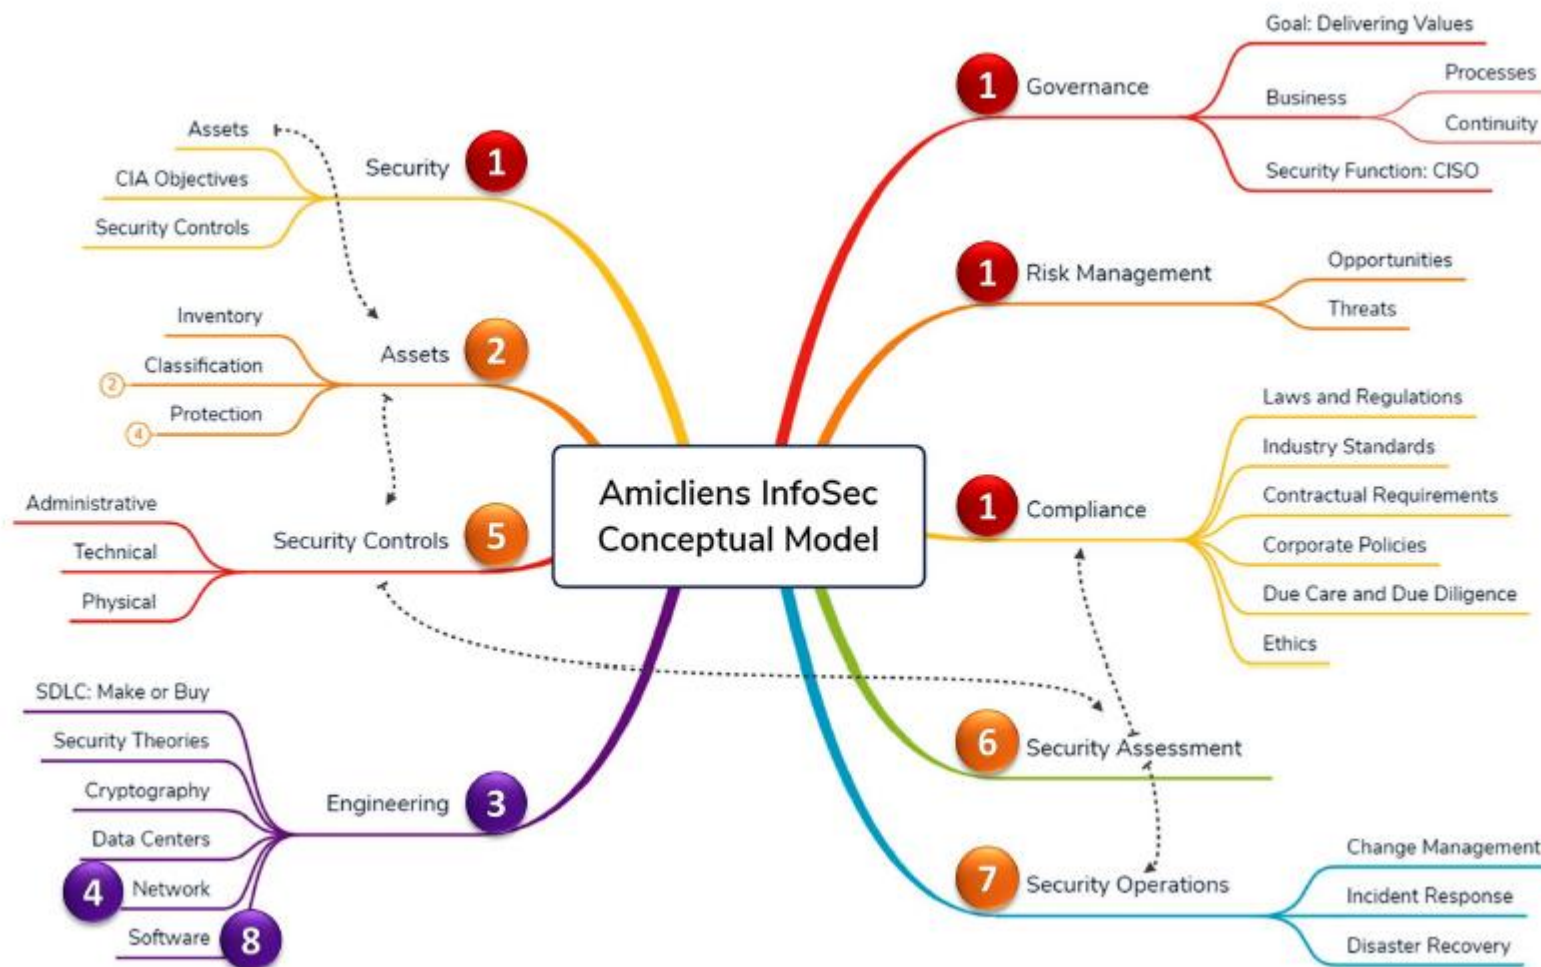 Amicliens InfoSec
Conceptual Model
1 Security
Assets
CIA Objectives
Security Controls
2 Assets
Inventory
Classification
2
Protection
4
5 Security Controls
Administrative
Technical
Physical
3 Engineering
SDLC: Make or Buy
Security Theories
Cryptography
Data Centers
4 Network
Software 8
1 Governance
Goal: Delivering Values
Business
Processes
Continuity
Security Function: CISO
1 Risk Management
Opportunities
Threats
1 Compliance
Laws and Regulations
Industry Standards
Contractual Requirements
Corporate Policies
Due Care and Due Diligence
Ethics
6 Security Assessment
7 Security Operations
Change Management
Incident Response
Disaster Recovery